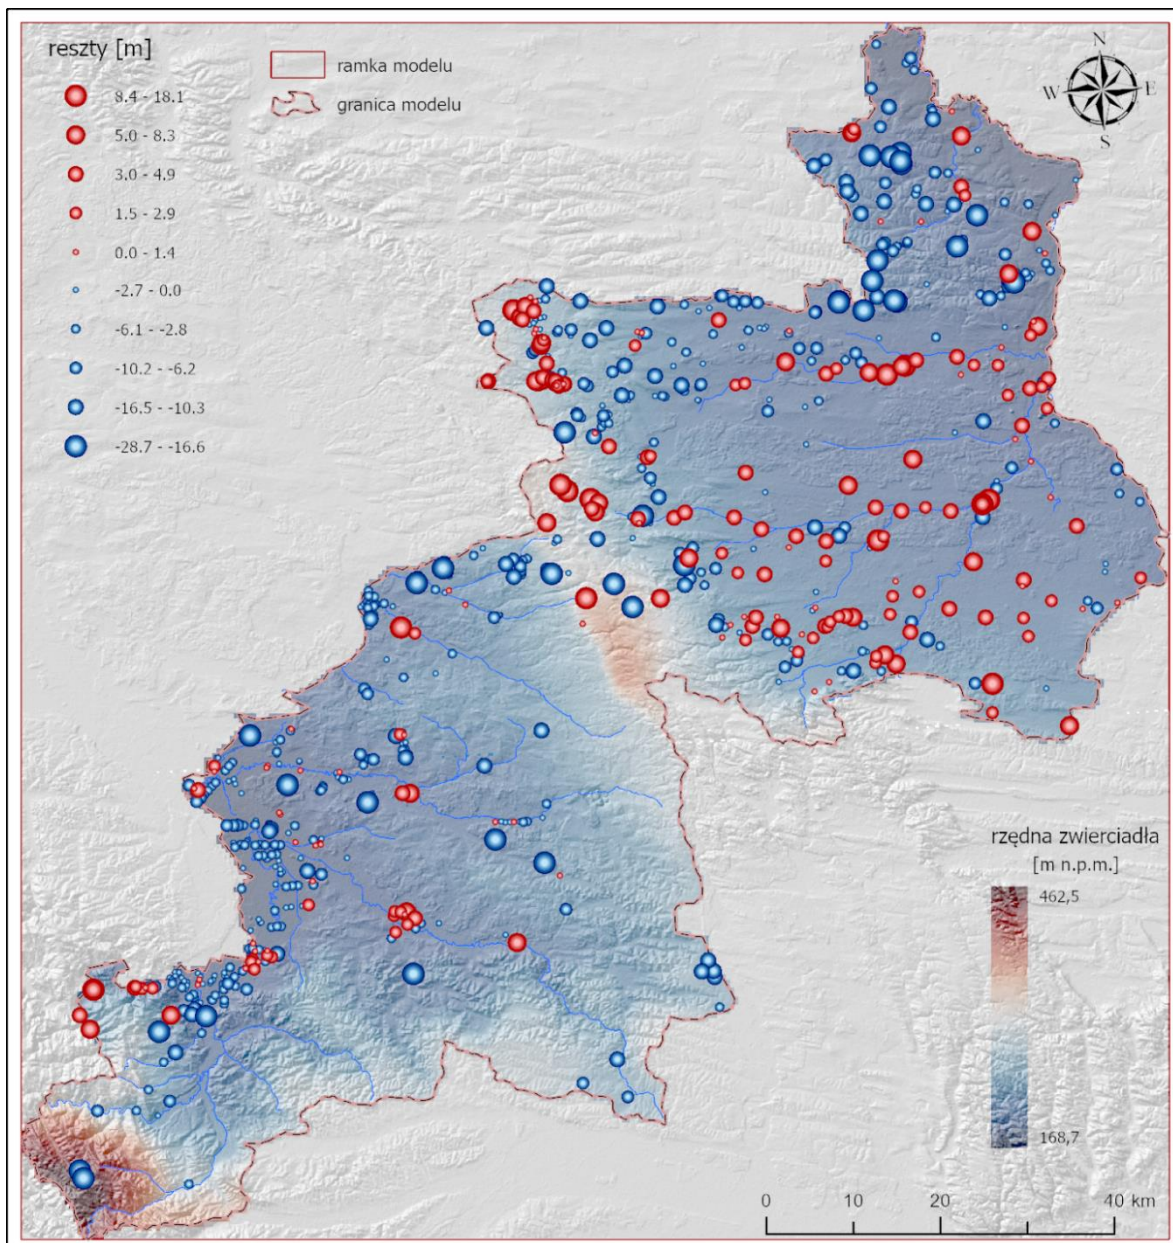 reszty [m]
8.4 - 18.1
5.0 - 8.3
3.0 - 4.9
1.5 - 2.9
0.0 - 1.4
-2.7 - 0.0
-6.1 - -2.8
-10.2 - -6.2
-16.5 - -10.3
-28.7 - -16.6
ramka modelu
granica modelu
N
W E
S
rzędna zwierciadła
[m n.p.m.]
462,5
168,7
0 10 20 40 km